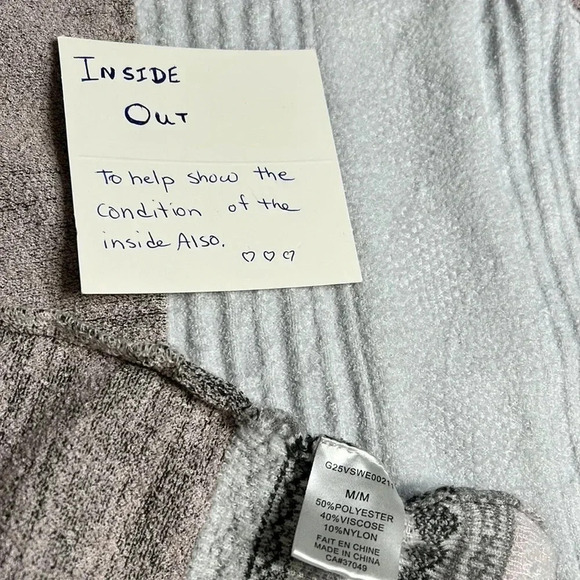 INSIDE
OUT
To help show the
Condition of the
inside Also.
G25VSWE0021
M/M
50%POLYESTER
40%VISCOSE
10%NYLON
FAIT EN CHINE
MADE IN CHINA
CA#37049